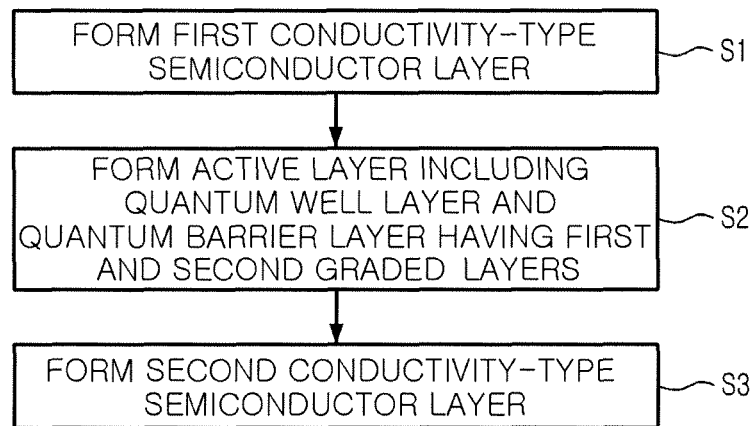 FORM FIRST CONDUCTIVITY-TYPE
SEMICONDUCTOR LAYER
S1
FORM ACTIVE LAYER INCLUDING
QUANTUM WELL LAYER AND
QUANTUM BARRIER LAYER HAVING FIRST
AND SECOND GRADED LAYERS
S2
FORM SECOND CONDUCTIVITY-TYPE
SEMICONDUCTOR LAYER
S3